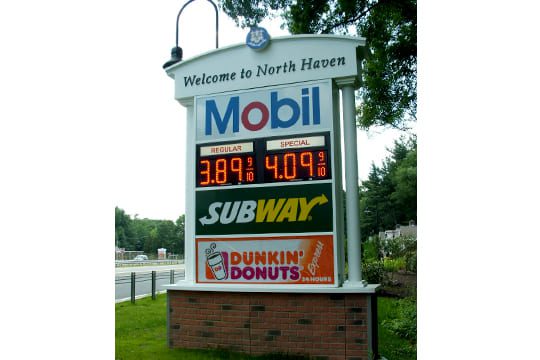 Welcome to North Haven
Mobil
REGULAR SPECIAL
3.89 9/10 4.09 9/10
SUBWAY
DUNKIN'
DONUTS Express
24 HOURS